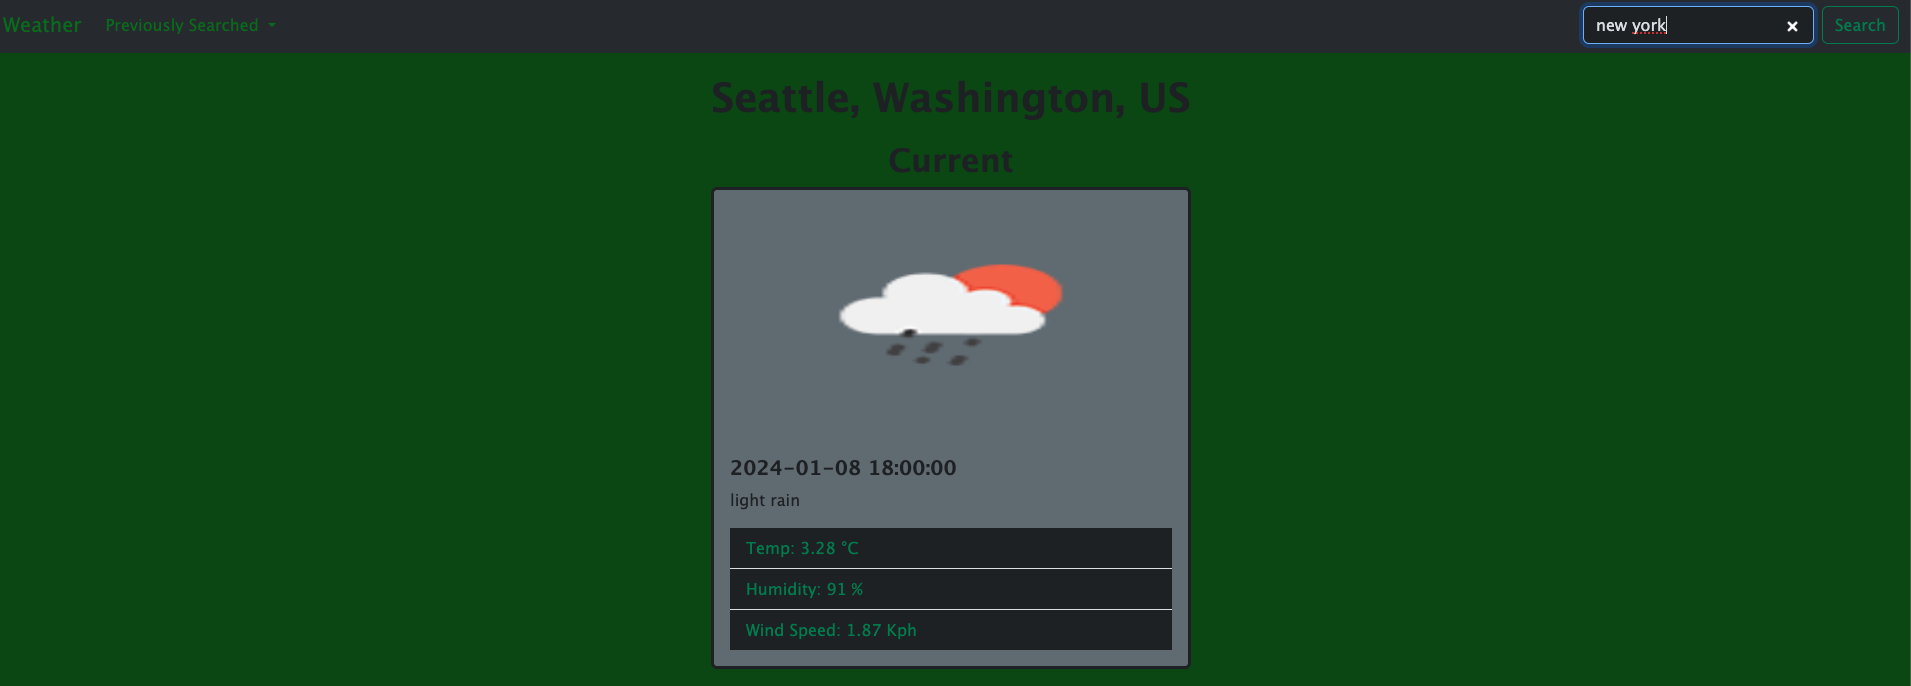 Weather Previously Searched new york Search
Seattle, Washington, US
Current
2024-01-08 18:00:00
light rain
Temp: 3.28 °C
Humidity: 91 %
Wind Speed: 1.87 Kph